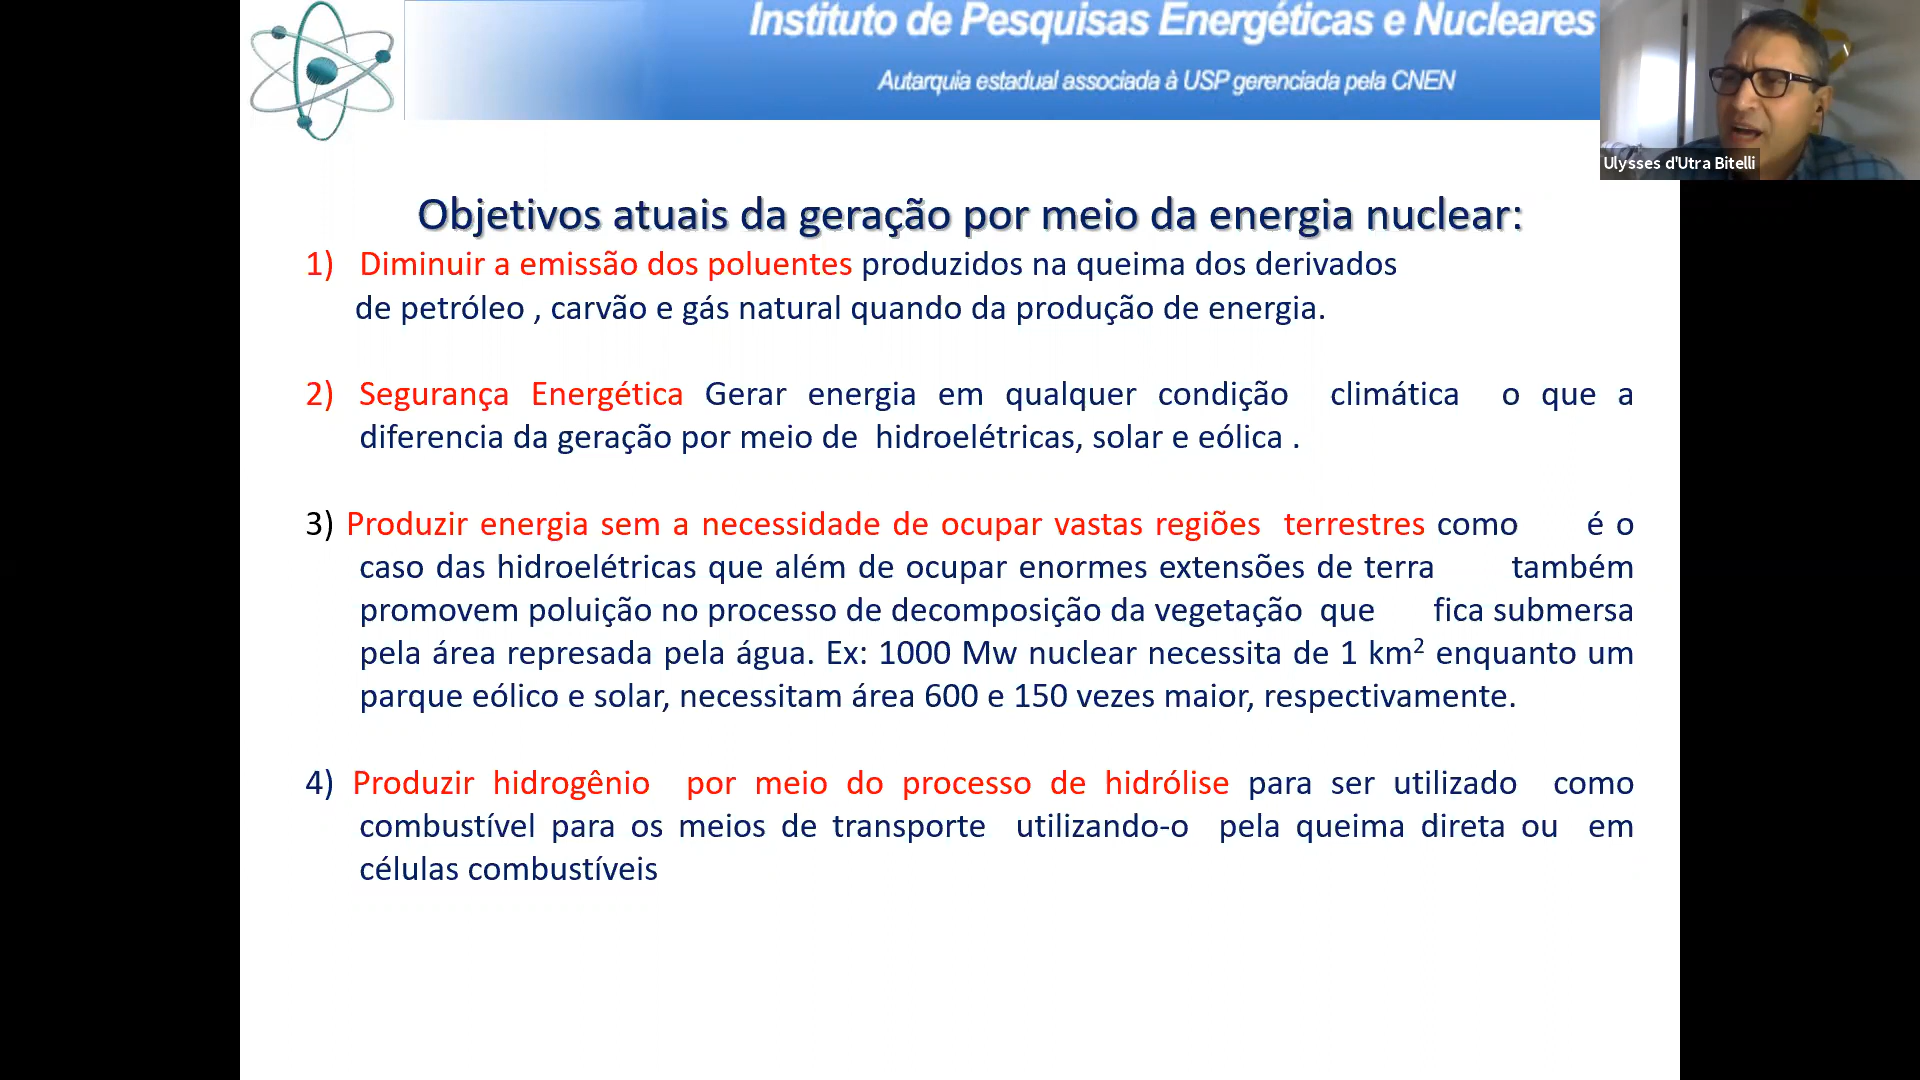 Instituto de Pesquisas Energéticas e Nucleares
Autarquia estadual associada à USP gerenciada pela CNEN
Ulysses d'Utra Bitelli
Objetivos atuais da geração por meio da energia nuclear:
1) Diminuir a emissão dos poluentes produzidos na queima dos derivados
de petróleo , carvão e gás natural quando da produção de energia.
2) Segurança Energética Gerar energia em qualquer condição climática o que a
diferencia da geração por meio de hidroelétricas, solar e eólica .
3) Produzir energia sem a necessidade de ocupar vastas regiões terrestres como é o
caso das hidroelétricas que além de ocupar enormes extensões de terra também
promovem poluição no processo de decomposição da vegetação que fica submersa
pela área represada pela água. Ex: 1000 Mw nuclear necessita de 1 km² enquanto um
parque eólico e solar, necessitam área 600 e 150 vezes maior, respectivamente.
4) Produzir hidrogênio por meio do processo de hidrólise para ser utilizado como
combustível para os meios de transporte utilizando-o pela queima direta ou em
células combustíveis